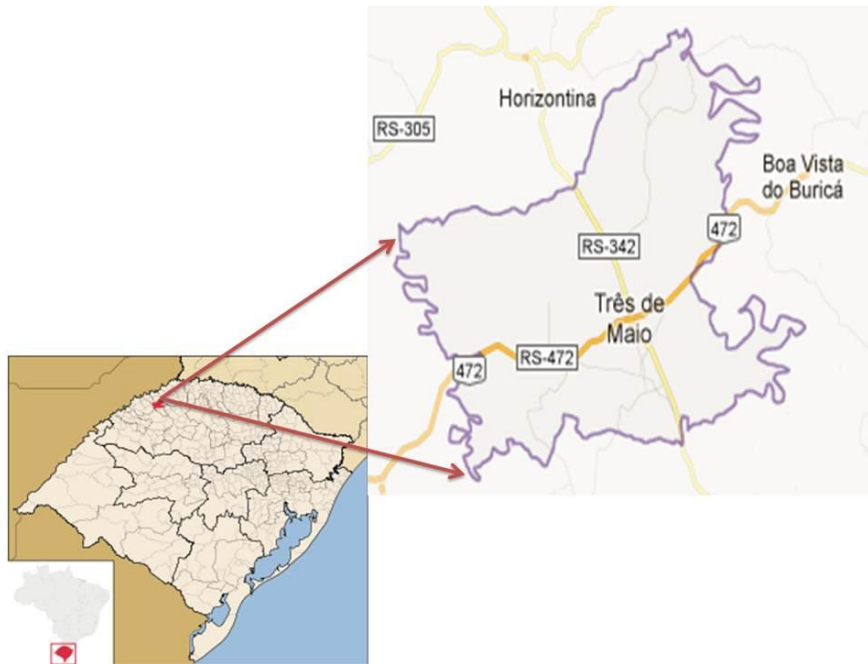 Horizontina
RS-305
Boa Vista
do Buricá
472
RS-342
Três de
Maio
RS-472
472